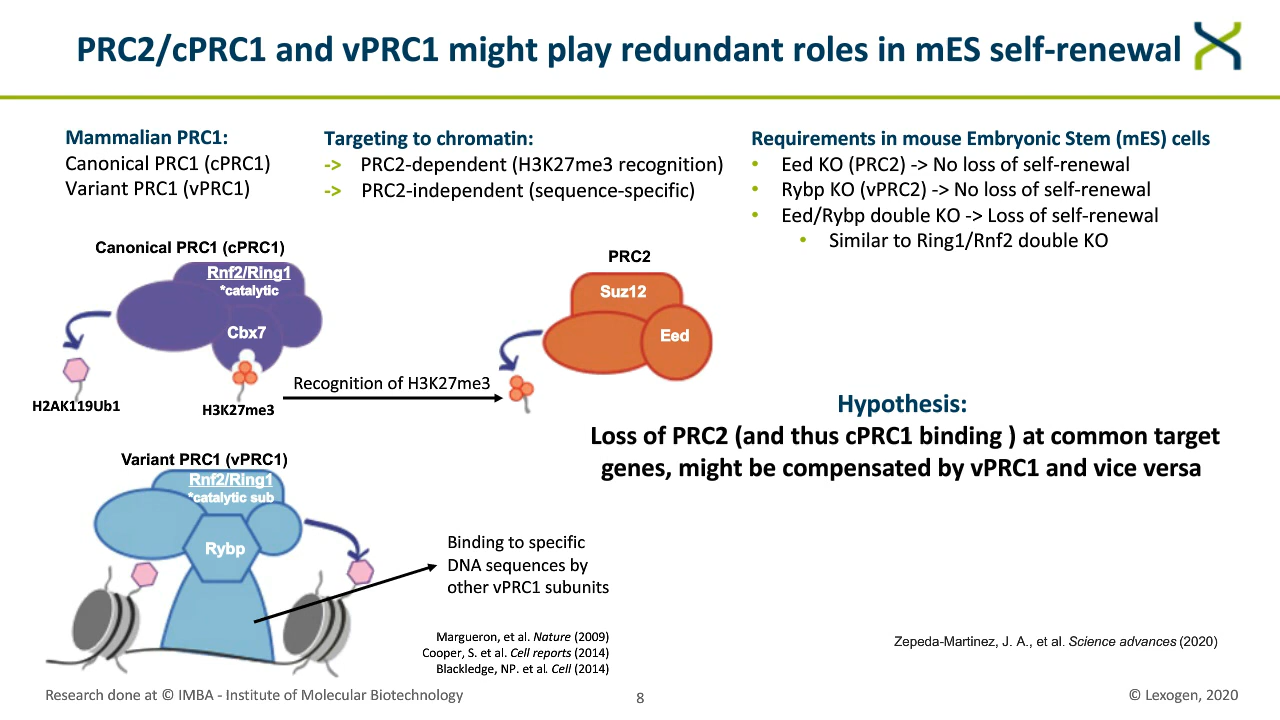 PRC2/cPRC1 and vPRC1 might play redundant roles in mES self-renewal
Mammalian PRC1:
Canonical PRC1 (cPRC1)
Variant PRC1 (vPRC1)
Targeting to chromatin:
-> PRC2-dependent (H3K27me3 recognition)
-> PRC2-independent (sequence-specific)
Requirements in mouse Embryonic Stem (mES) cells
• Eed KO (PRC2) -> No loss of self-renewal
• Rybp KO (vPRC2) -> No loss of self-renewal
• Eed/Rybp double KO -> Loss of self-renewal
• Similar to Ring1/Rnf2 double KO
Canonical PRC1 (cPRC1)
Rnf2/Ring1
*catalytic
Cbx7
H2AK119Ub1
H3K27me3
Recognition of H3K27me3
PRC2
Suz12
Eed
Hypothesis:
Loss of PRC2 (and thus cPRC1 binding ) at common target
genes, might be compensated by vPRC1 and vice versa
Variant PRC1 (vPRC1)
Rnf2/Ring1
*catalytic sub
Rybp
Binding to specific
DNA sequences by
other vPRC1 subunits
Margueron, et al. Nature (2009)
Cooper, S. et al. Cell reports (2014)
Blackledge, NP. et al. Cell (2014)
Zepeda-Martinez, J. A., et al. Science advances (2020)
Research done at © IMBA - Institute of Molecular Biotechnology
8
© Lexogen, 2020